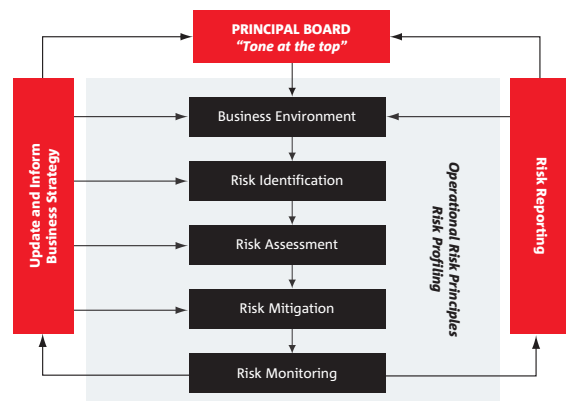 PRINCIPAL BOARD
“Tone at the top”
Update and Inform
Business Strategy
Business Environment
Risk Identification
Risk Assessment
Risk Mitigation
Risk Monitoring
Operational Risk Principles
Risk Profiling
Risk Reporting